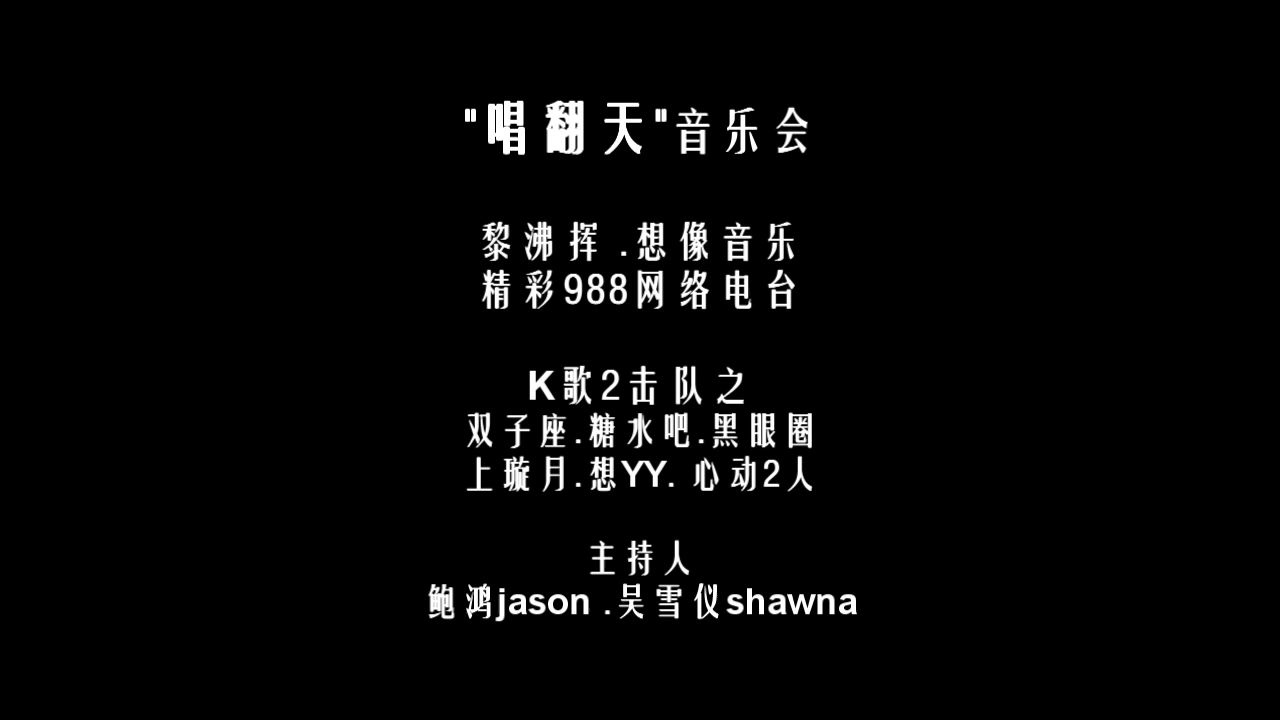 "唱翻天"音乐会
黎沸挥 .想像音乐
精彩988网络电台
K歌2击队之
双子座.糖水吧.黑眼圈
上璇月.想YY. 心动2人
主持人
鲍鸿jason .吴雪仪shawna